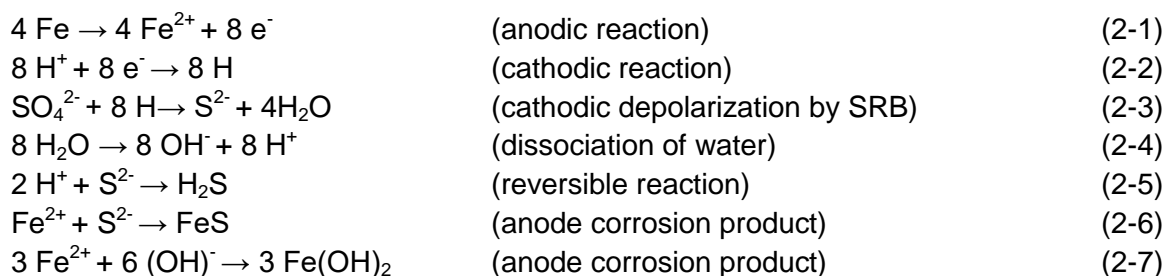 4 Fe → 4 Fe²⁺ + 8 e⁻ (anodic reaction) (2-1)
8 H⁺ + 8 e⁻ → 8 H (cathodic reaction) (2-2)
SO₄²⁻ + 8 H→ S²⁻ + 4H₂O (cathodic depolarization by SRB) (2-3)
8 H₂O → 8 OH⁻ + 8 H⁺ (dissociation of water) (2-4)
2 H⁺ + S²⁻ → H₂S (reversible reaction) (2-5)
Fe²⁺ + S²⁻ → FeS (anode corrosion product) (2-6)
3 Fe²⁺ + 6 (OH)⁻ → 3 Fe(OH)₂ (anode corrosion product) (2-7)